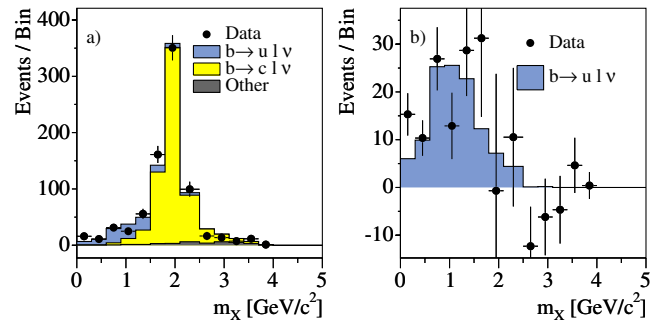 Events / Bin
400
300
200
100
0
a)
Data
b→ u l ν
b→ c l ν
Other
0 1 2 3 4 5
m_X [GeV/c²]
Events / Bin
30
20
10
0
-10
b)
Data
b→ u l ν
0 1 2 3 4 5
m_X [GeV/c²]